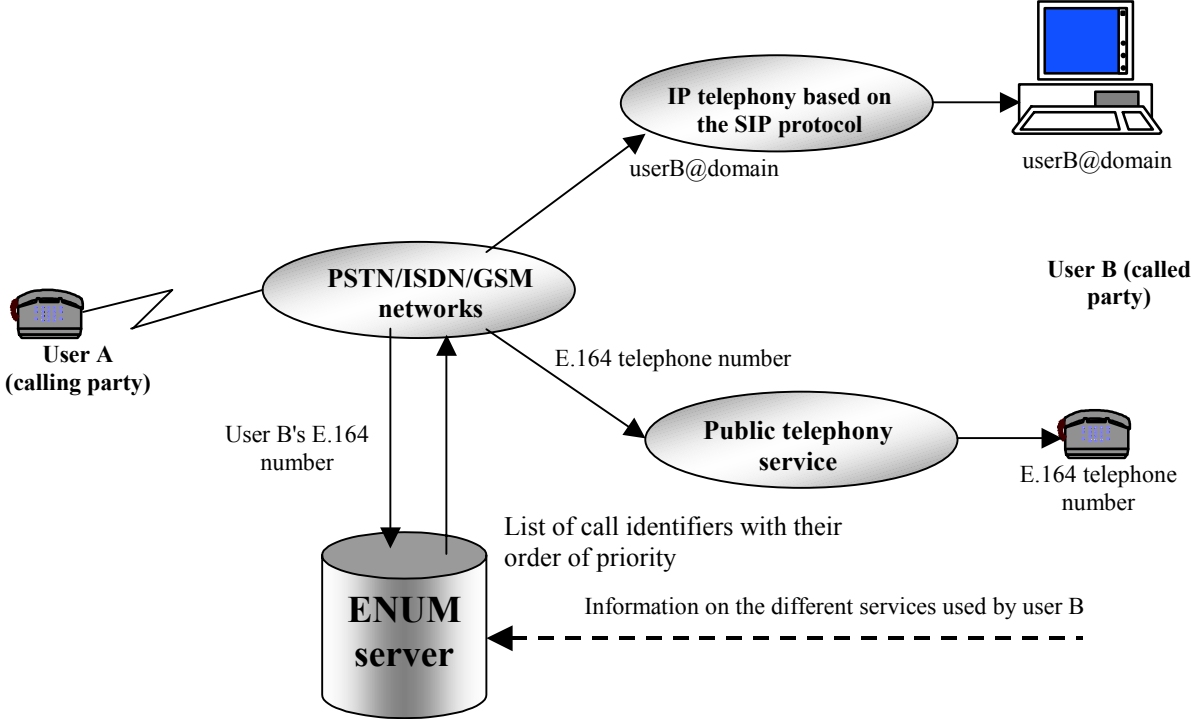 IP telephony based on
the SIP protocol
userB@domain
userB@domain
PSTN/ISDN/GSM
networks
User B (called
party)
User A
(calling party)
E.164 telephone number
User B's E.164
number
Public telephony
service
E.164 telephone
number
List of call identifiers with their
order of priority
ENUM
server
Information on the different services used by user B